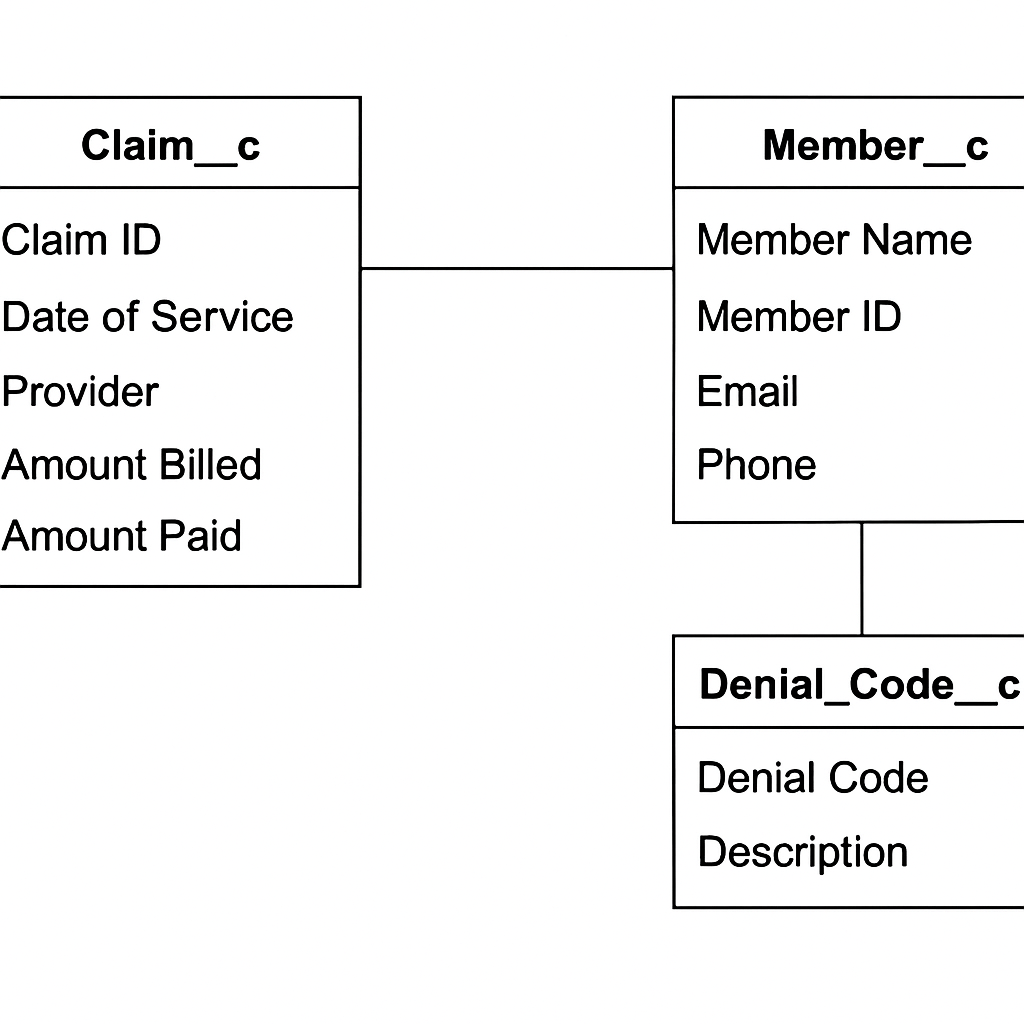 Claim__c
Claim ID
Date of Service
Provider
Amount Billed
Amount Paid
Member__c
Member Name
Member ID
Email
Phone
Denial_Code__c
Denial Code
Description